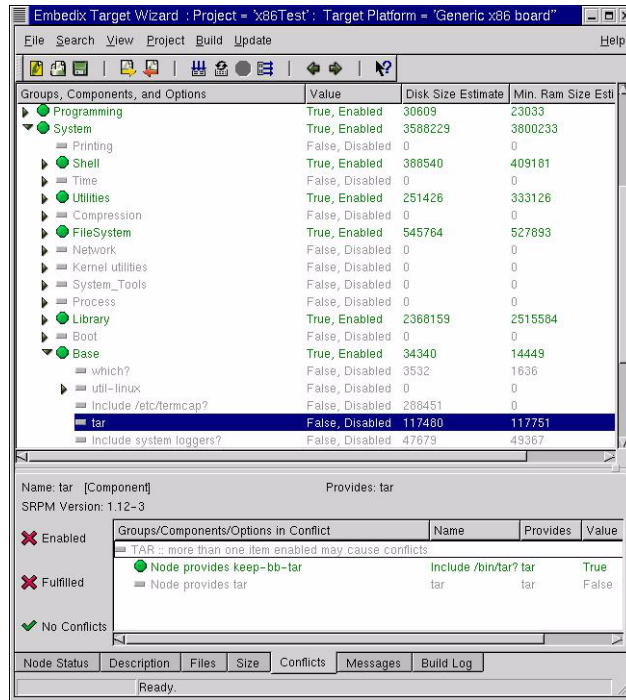 Embedix Target Wizard : Project = 'x86Test' : Target Platform = 'Generic x86 board"
File Search View Project Build Update Help
Groups, Components, and Options Value Disk Size Estimate Min. Ram Size Esti
Programming True, Enabled 30609 23033
System True, Enabled 3588229 3800233
Printing False, Disabled 0 0
Shell True, Enabled 388540 409181
Time False, Disabled 0 0
Utilities True, Enabled 251426 333126
Compression False, Disabled 0 0
FileSystem True, Enabled 545764 527893
Network False, Disabled 0 0
Kernel utilities False, Disabled 0 0
System_Tools False, Disabled 0 0
Process False, Disabled 0 0
Library True, Enabled 2368159 2515584
Boot False, Disabled 0 0
Base True, Enabled 34340 14449
which? False, Disabled 3532 1636
util-linux False, Disabled 0 0
Include /etc/termcap? False, Disabled 288451 0
tar False, Disabled 117480 117751
Include system loggers? False, Disabled 47679 49367
Name: tar [Component] Provides: tar
SRPM Version: 1.12-3
Enabled
Groups/Components/Options in Conflict Name Provides Value
TAR :: more than one item enabled may cause conflicts
Node provides keep-bb-tar Include /bin/tar? tar True
Node provides tar tar tar False
Fulfilled
No Conflicts
Node Status Description Files Size Conflicts Messages Build Log
Ready.